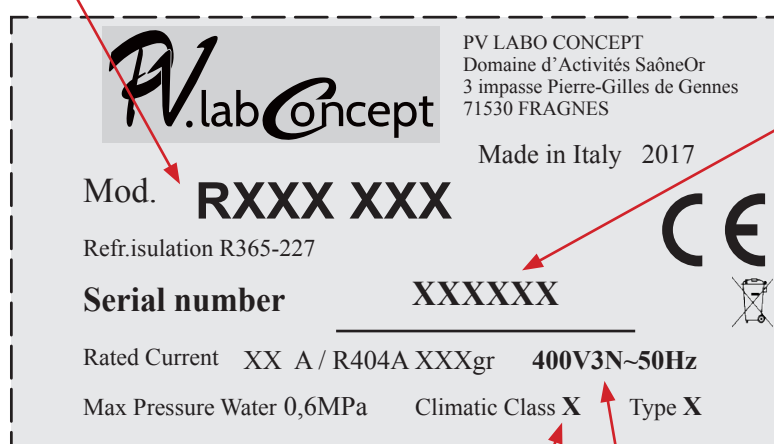 PV.labConcept
PV LABO CONCEPT
Domaine d'Activités SaôneOr
3 impasse Pierre-Gilles de Gennes
71530 FRAGNES
Made in Italy 2017
Mod. RXXX XXX
CE
Refr.isulation R365-227
Serial number XXXXXX
Rated Current XX A / R404A XXXgr 400V3N~50Hz
Max Pressure Water 0,6MPa Climatic Class X Type X